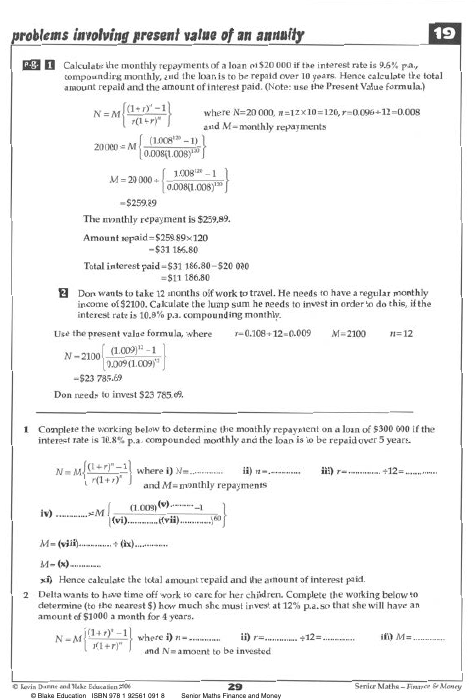 problems involving present value of an annuity
19
e.g. 1 Calculate the monthly repayments of a loan of $20 000 if the interest rate is 9.6% p.a.,
compounding monthly, and the loan is to be repaid over 10 years. Hence calculate the total
amount repaid and the amount of interest paid. (Note: use the Present Value formula.)
N = M{((1+r)ⁿ − 1)/(r(1+r)ⁿ)} where N=20 000, n=12×10=120, r=0.096÷12=0.008
and M=monthly repayments
20 000 = M{((1.008)¹²⁰ − 1)/(0.008(1.008)¹²⁰)}
M = 20 000 ÷ {(1.008¹²⁰ − 1)/(0.008(1.008)¹²⁰)}
=$259.89
The monthly repayment is $259.89.
Amount repaid=$259.89×120
=$31 186.80
Total interest paid=$31 186.80−$20 000
=$11 186.80
2 Don wants to take 12 months off work to travel. He needs to have a regular monthly
income of $2100. Calculate the lump sum he needs to invest in order to do this, if the
interest rate is 10.8% p.a. compounding monthly.
Use the present value formula, where r=0.108÷12=0.009 M=2100 n=12
N=2100{((1.009)¹² − 1)/(0.009(1.009)¹²)}
=$23 785.69
Don needs to invest $23 785.69.
1 Complete the working below to determine the monthly repayment on a loan of $300 000 if the
interest rate is 10.8% p.a. compounded monthly and the loan is to be repaid over 5 years.
N = M{((1+r)ⁿ − 1)/(r(1+r)ⁿ)} where i) N=............ ii) n=............ iii) r=............ ÷12=............
and M=monthly repayments
iv) ............=M{((1.009)(v)......... −1)/((vi)............((vii)............)⁶⁰}
M= (viii)............ ÷ (ix)............
M= (x)............
xi) Hence calculate the total amount repaid and the amount of interest paid.
2 Delta wants to have time off work to care for her children. Complete the working below to
determine (to the nearest $) how much she must invest at 12% p.a. so that she will have an
amount of $1000 a month for 4 years.
N = M{((1+r)ⁿ − 1)/(r(1+r)ⁿ)} where i) n=............ ii) r=............ ÷12=............ iii) M=............
and N=amount to be invested
© Kevin Dunne and Blake Education 2006
29
Senior Maths – Finance & Money
© Blake Education ISBN 978 1 92561 091 8 Senior Maths Finance and Money